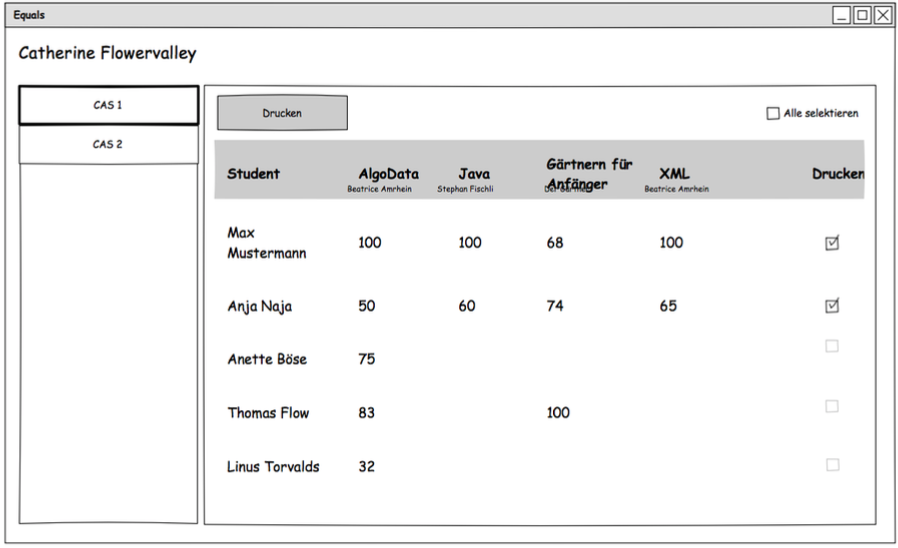 Equals
Catherine Flowervalley
CAS 1
CAS 2
Drucken
Alle selektieren
Student AlgoData Java Gärtnern für Anfänger XML Drucken
Beatrice Amrhein Stephan Fischli Beatrice Amrhein
Max Mustermann 100 100 68 100
Anja Naja 50 60 74 65
Anette Böse 75
Thomas Flow 83 100
Linus Torvalds 32